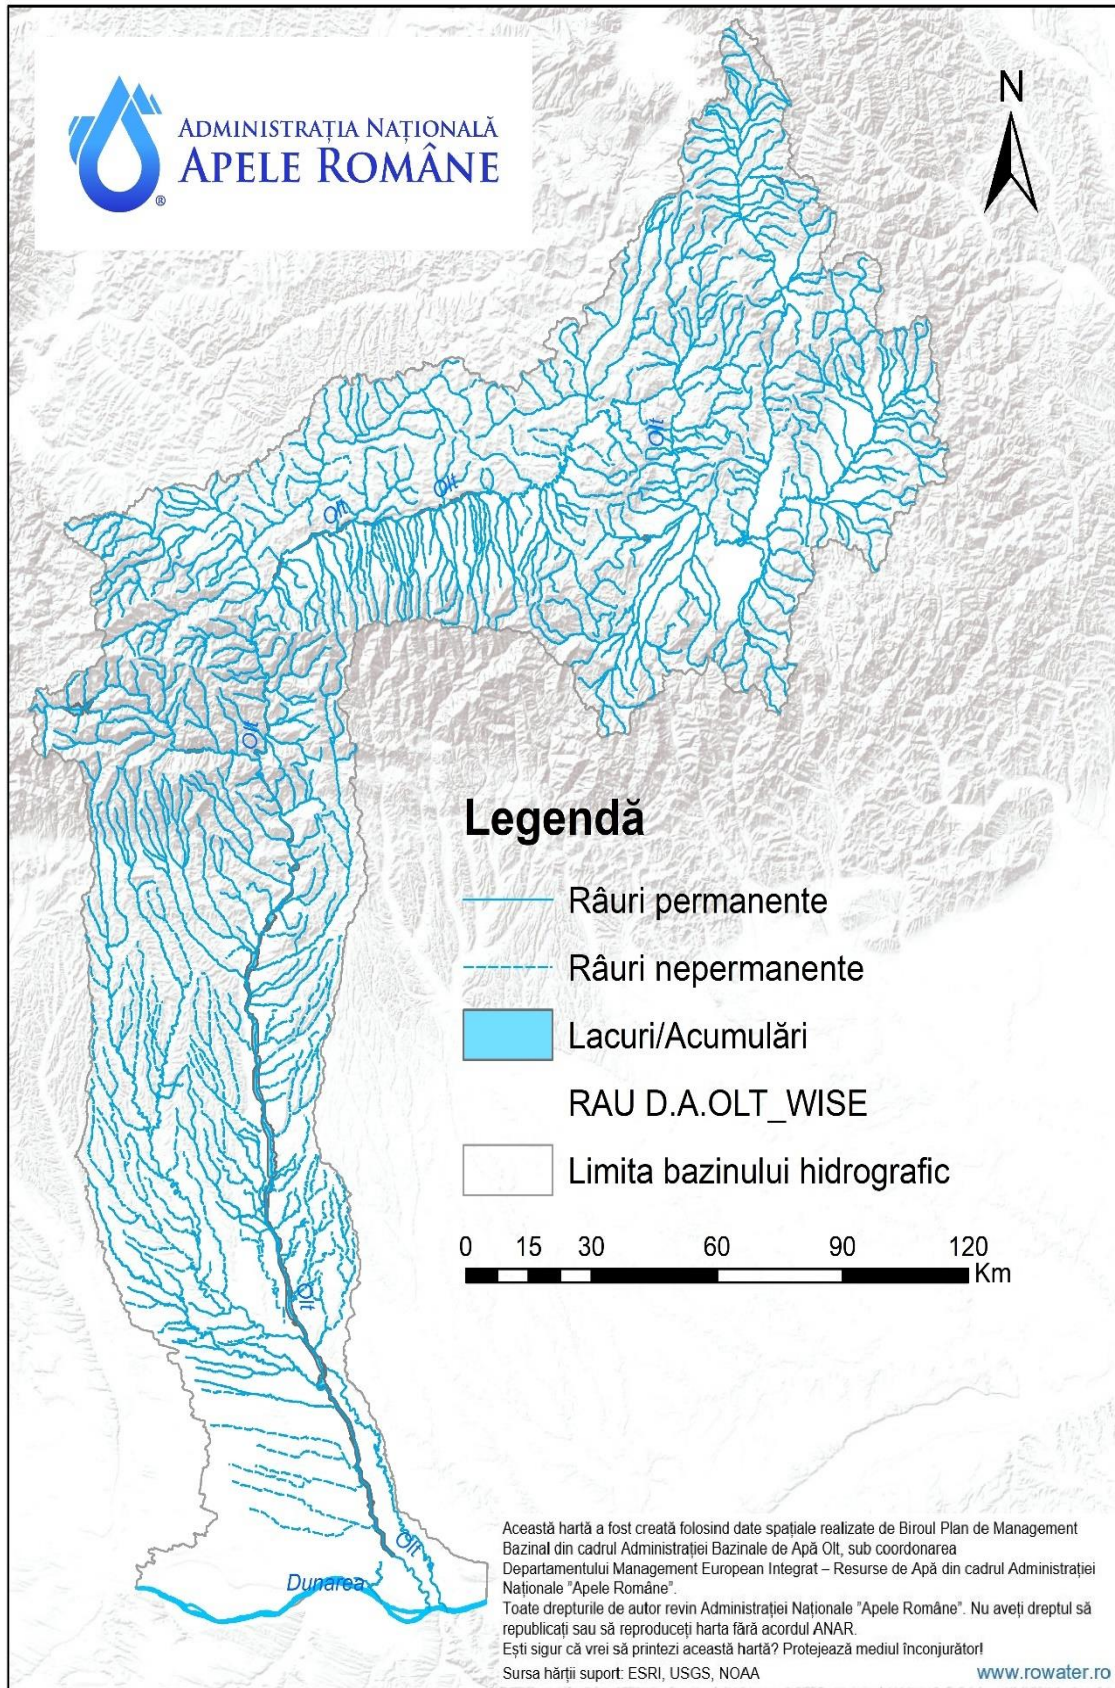 ADMINISTRAȚIA NAȚIONALĂ
APELE ROMÂNE
®
N
Olt
Olt
Olt
Olt
Legendă
Râuri permanente
Râuri nepermanente
Lacuri/Acumulări
RAU D.A.OLT_WISE
Limita bazinului hidrografic
0 15 30 60 90 120
Km
Olt
Olt
Dunarea
Această hartă a fost creată folosind date spațiale realizate de Biroul Plan de Management
Bazinal din cadrul Administrației Bazinale de Apă Olt, sub coordonarea
Departamentului Management European Integrat – Resurse de Apă din cadrul Administrației
Naționale "Apele Române".
Toate drepturile de autor revin Administrației Naționale "Apele Române". Nu aveți dreptul să
republicați sau să reproduceți harta fără acordul ANAR.
Ești sigur că vrei să printezi această hartă? Protejează mediul înconjurător!
Sursa hărții suport: ESRI, USGS, NOAA
www.rowater.ro